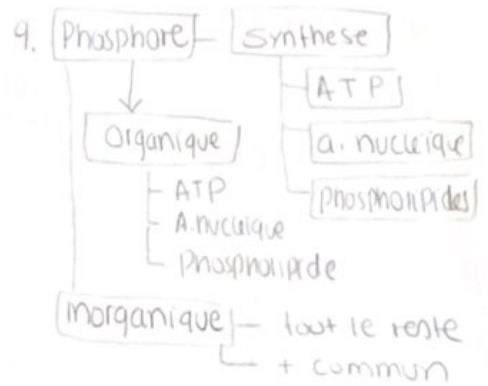 9. Phosphore Synthese
ATP
a. nucleique
phospholipides
Organique
ATP
A. nucleique
phospholipide
inorganique tout le reste
+ commun